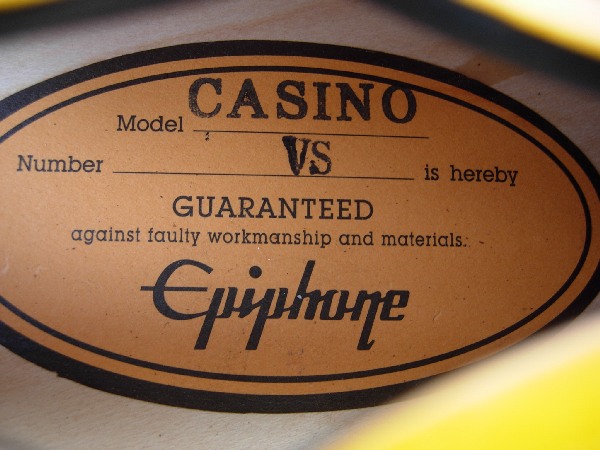 Model CASINO
Number VS is hereby
GUARANTEED
against faulty workmanship and materials.
Epiphone